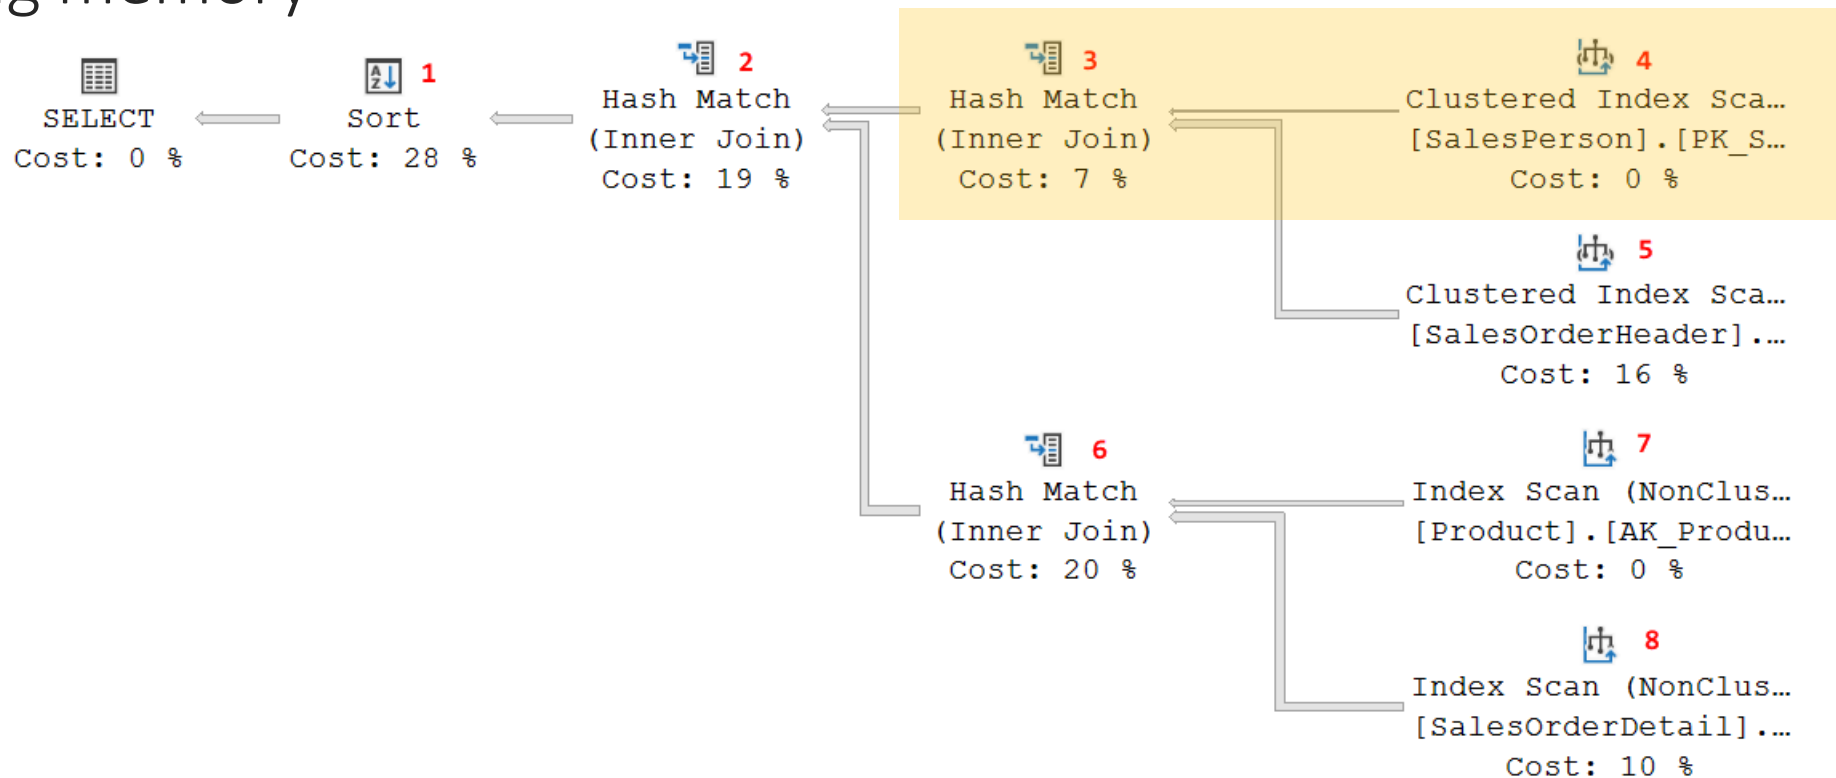 memory
SELECT
Cost: 0 %
1
Sort
Cost: 28 %
2
Hash Match
(Inner Join)
Cost: 19 %
3
Hash Match
(Inner Join)
Cost: 7 %
4
Clustered Index Sca...
[SalesPerson].[PK_S...
Cost: 0 %
5
Clustered Index Sca...
[SalesOrderHeader]....
Cost: 16 %
6
Hash Match
(Inner Join)
Cost: 20 %
7
Index Scan (NonClus...
[Product].[AK_Produ...
Cost: 0 %
8
Index Scan (NonClus...
[SalesOrderDetail]....
Cost: 10 %